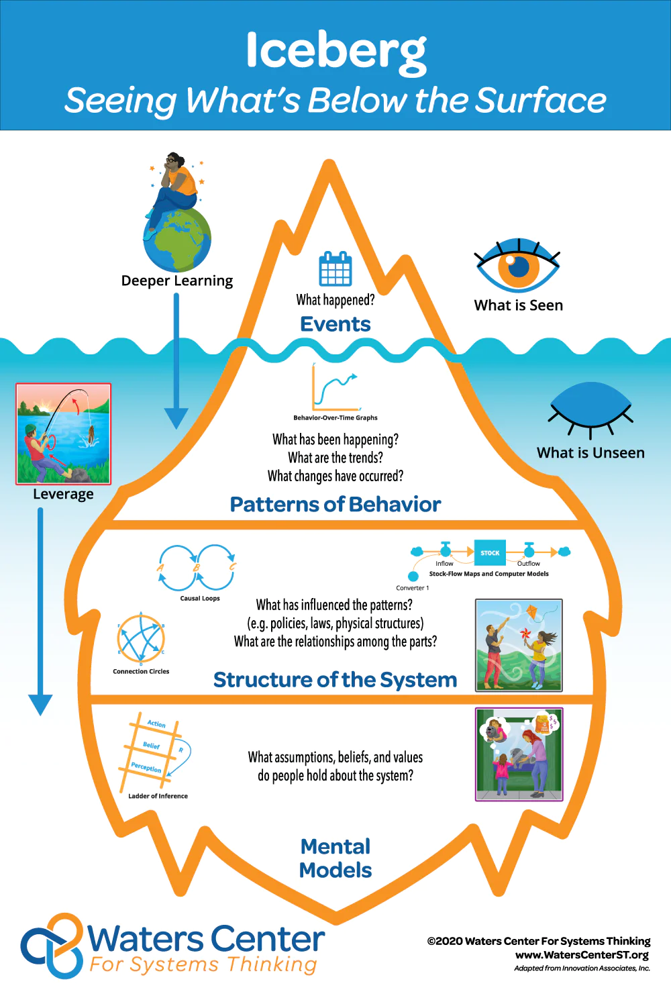 Iceberg
Seeing What's Below the Surface
Deeper Learning
What happened?
Events
What is Seen
Behavior-Over-Time Graphs
What has been happening?
What are the trends?
What changes have occurred?
Patterns of Behavior
What is Unseen
Leverage
A B C
Causal Loops
STOCK
Inflow
Outflow
Stock-Flow Maps and Computer Models
Converter 1
What has influenced the patterns?
(e.g. policies, laws, physical structures)
What are the relationships among the parts?
A
B
C
D
E
F
Connection Circles
Structure of the System
Action
Belief
R
Perception
Ladder of Inference
What assumptions, beliefs, and values
do people hold about the system?
$
$
$
Mental
Models
Waters Center
For Systems Thinking
©2020 Waters Center For Systems Thinking
www.WatersCenterST.org
Adapted from Innovation Associates, Inc.